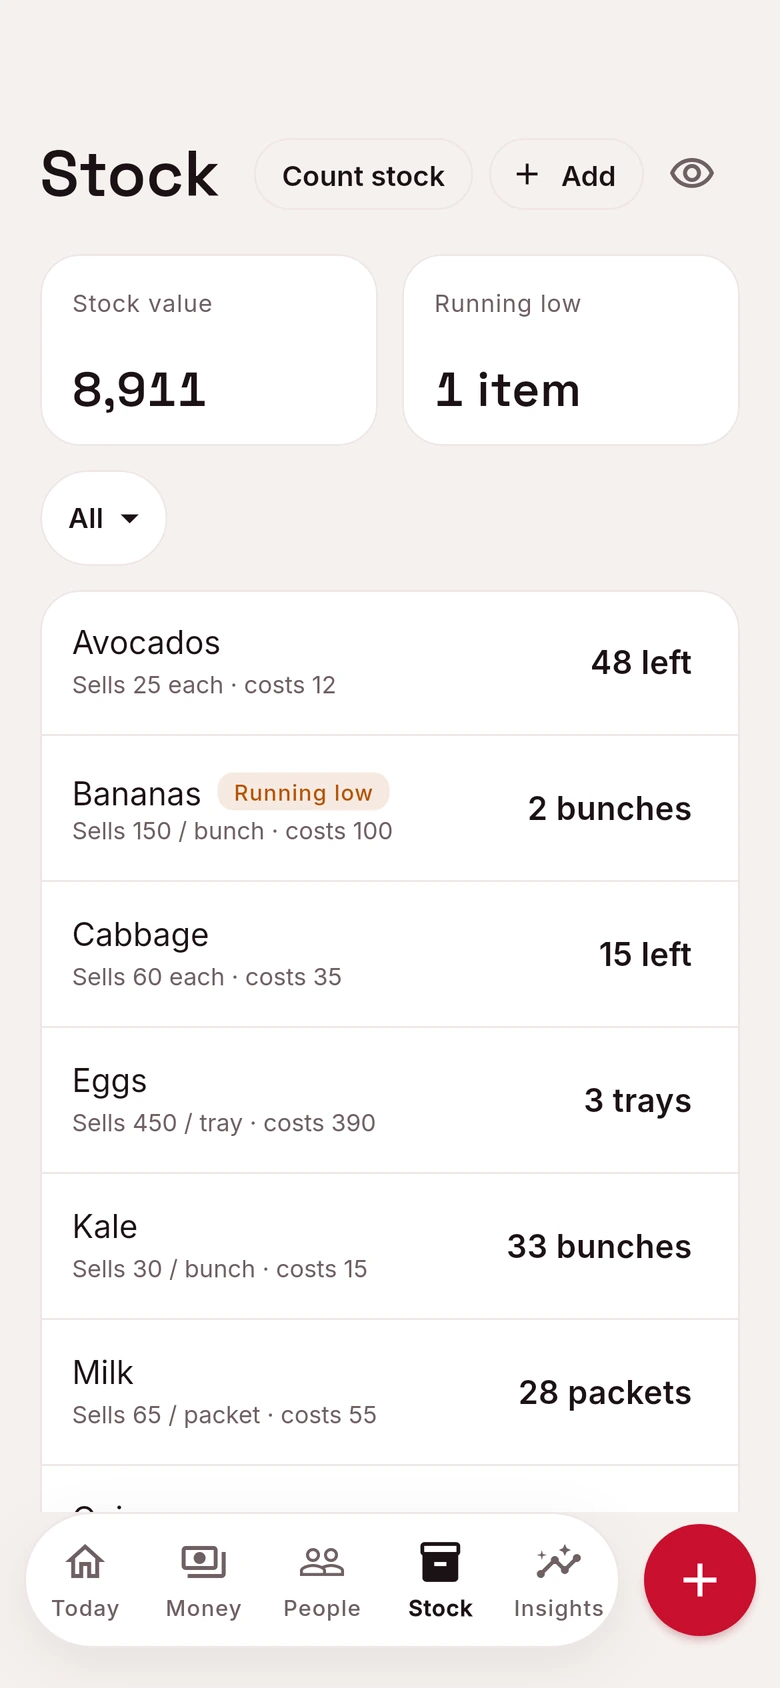 Stock
Count stock
+ Add
Stock value
8,911
Running low
1 item
All
Avocados
Sells 25 each · costs 12
48 left
Bananas
Running low
Sells 150 / bunch · costs 100
2 bunches
Cabbage
Sells 60 each · costs 35
15 left
Eggs
Sells 450 / tray · costs 390
3 trays
Kale
Sells 30 / bunch · costs 15
33 bunches
Milk
Sells 65 / packet · costs 55
28 packets
Today
Money
People
Stock
Insights